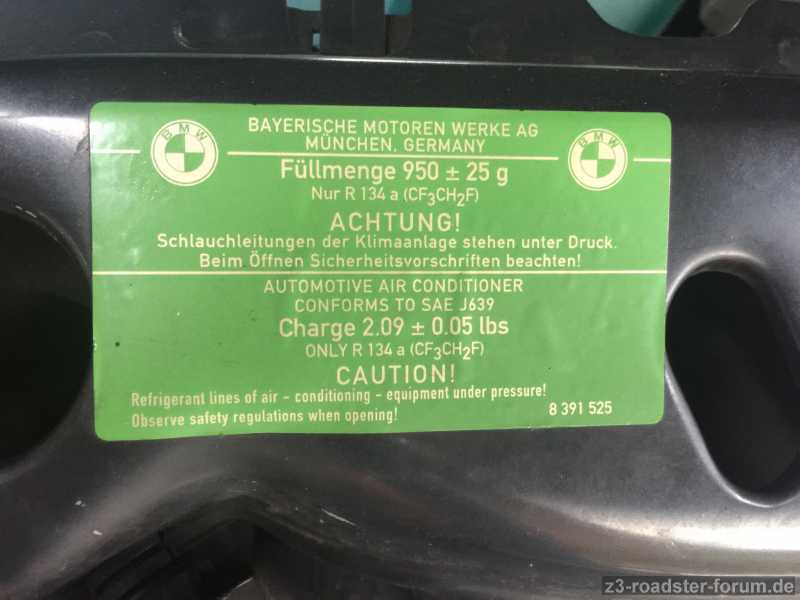 BMW
BMW
BAYERISCHE MOTOREN WERKE AG
MÜNCHEN, GERMANY
Füllmenge 950 ± 25 g
Nur R 134 a (CF₃CH₂F)
ACHTUNG!
Schlauchleitungen der Klimaanlage stehen unter Druck.
Beim Öffnen Sicherheitsvorschriften beachten!
AUTOMOTIVE AIR CONDITIONER
CONFORMS TO SAE J639
Charge 2.09 ± 0.05 lbs
ONLY R 134 a (CF₃CH₂F)
CAUTION!
Refrigerant lines of air - conditioning - equipment under pressure!
Observe safety regulations when opening!
8 391 525
z3-roadster-forum.de